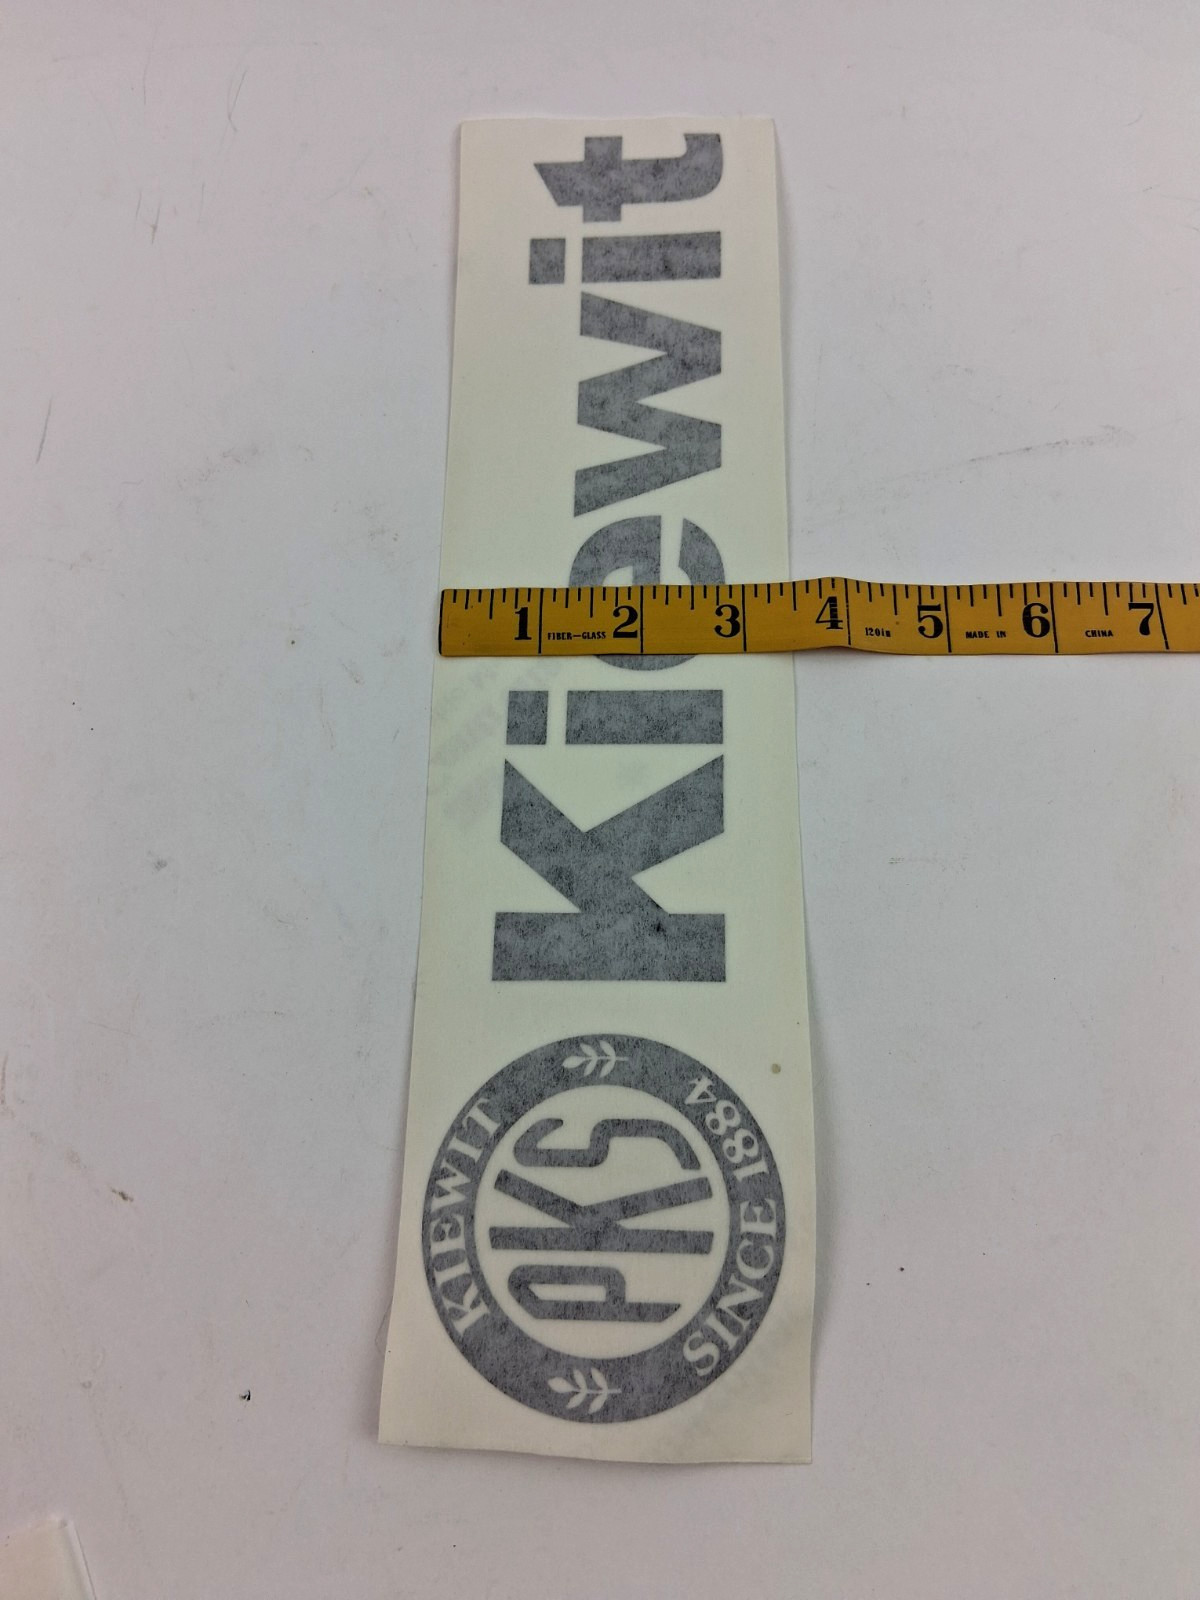 Kiewit
KIEWIT
PKS
SINCE 1884
1 2 3 4 5 6 7
FIBER-GLASS 120in MADE IN CHINA